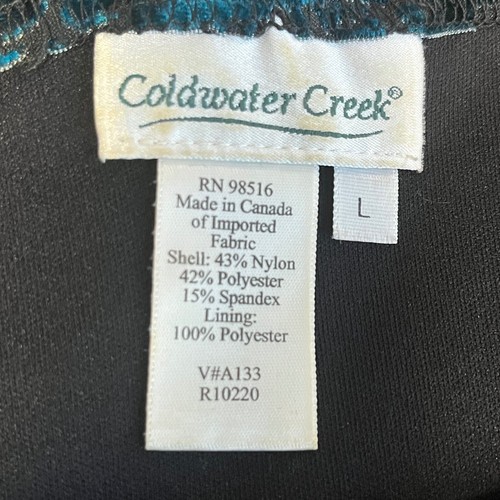 Coldwater Creek®
RN 98516
Made in Canada
of Imported
Fabric
Shell: 43% Nylon
42% Polyester
15% Spandex
Lining:
100% Polyester
V#A133
R10220
L